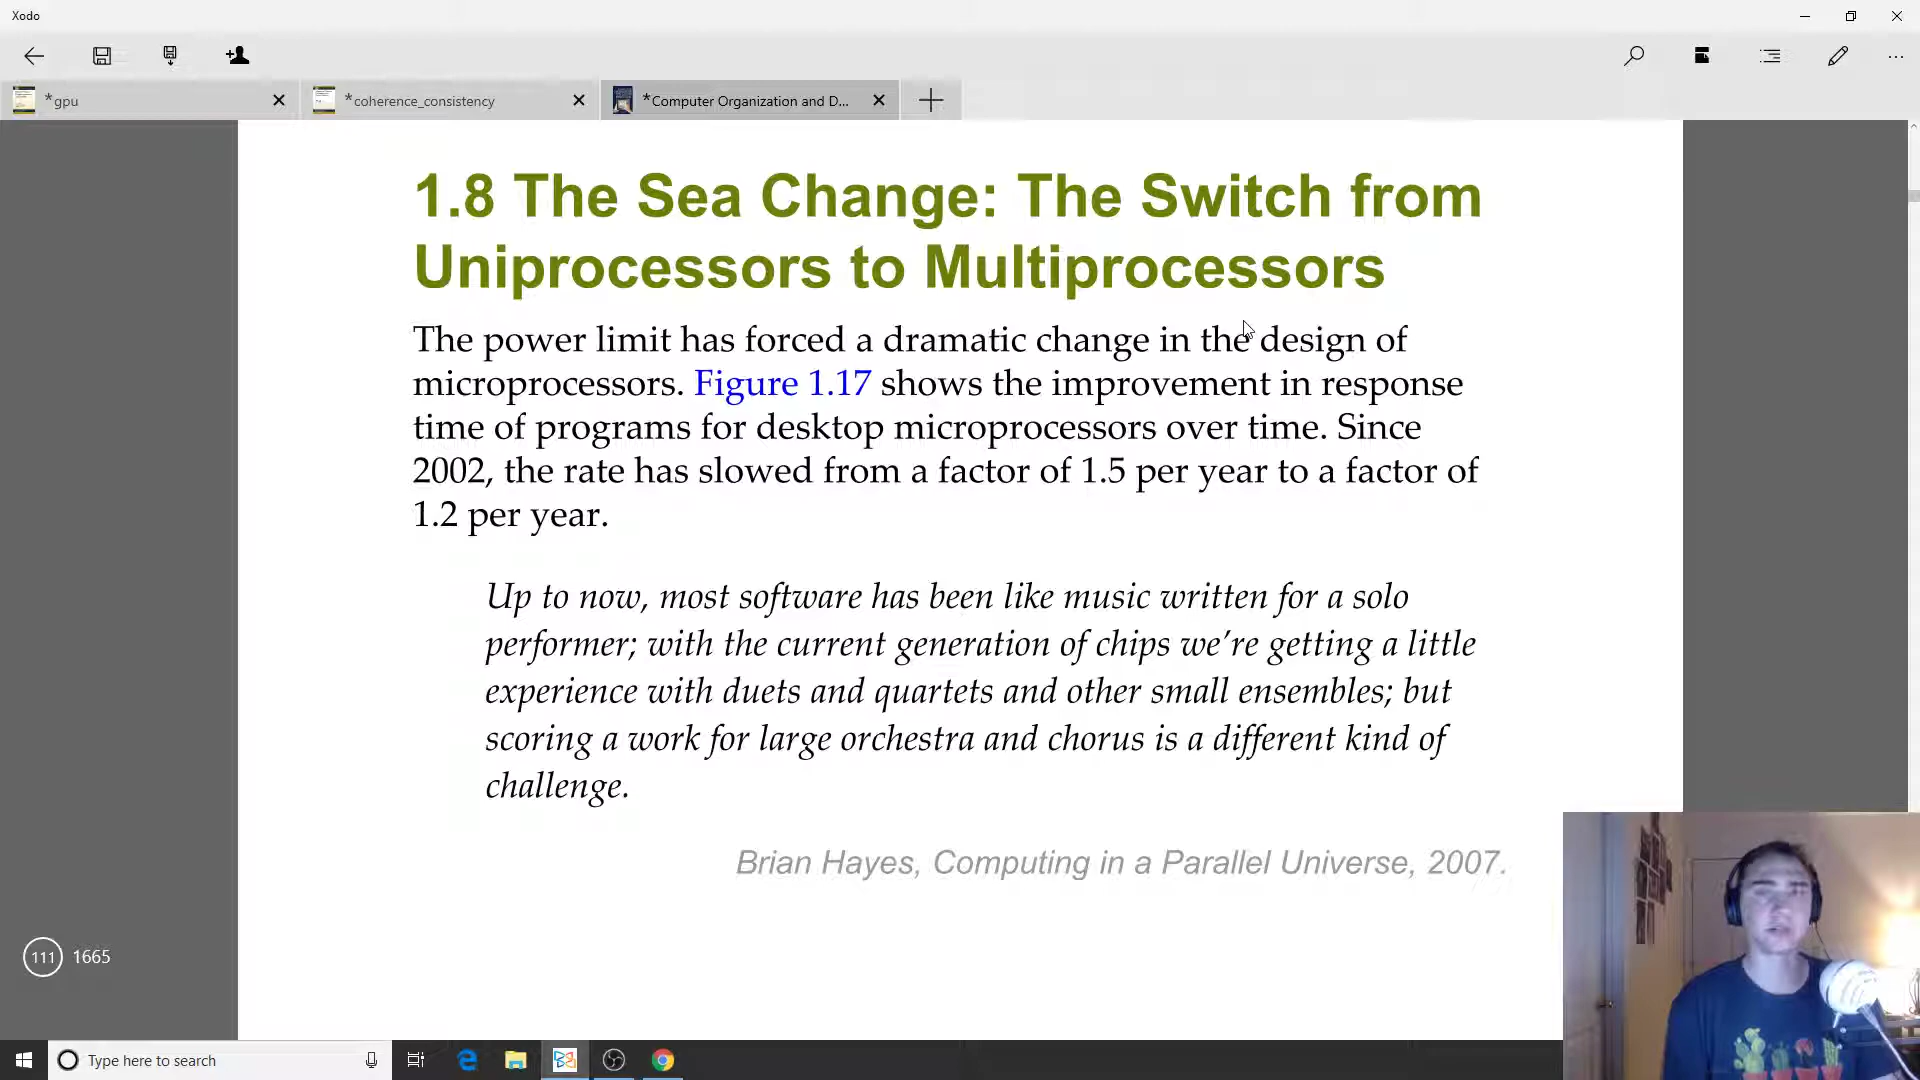 Xodo
*gpu
*coherence_consistency
*Computer Organization and D...
1.8 The Sea Change: The Switch from
Uniprocessors to Multiprocessors
The power limit has forced a dramatic change in the design of
microprocessors. Figure 1.17 shows the improvement in response
time of programs for desktop microprocessors over time. Since
2002, the rate has slowed from a factor of 1.5 per year to a factor of
1.2 per year.
Up to now, most software has been like music written for a solo
performer; with the current generation of chips we're getting a little
experience with duets and quartets and other small ensembles; but
scoring a work for large orchestra and chorus is a different kind of
challenge.
Brian Hayes, Computing in a Parallel Universe, 2007.
111 1665
Type here to search